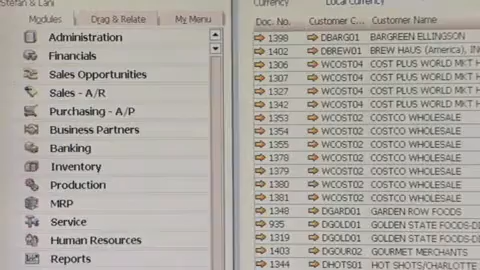 Stefan & Lani
Modules
Drag & Relate
My Menu
Administration
Financials
Sales Opportunities
Sales - A/R
Purchasing - A/P
Business Partners
Banking
Inventory
Production
MRP
Service
Human Resources
Reports
Currency
Local Currency
Doc. No. Customer C... Customer Name
1398 DBARG01 BARGREEN ELLINGSON
1402 DBREW01 BREW HAUS (America), IN
1306 WCOST04 COST PLUS WORLD MKT H
1307 WCOST04 COST PLUS WORLD MKT H
1327 WCOST04 COST PLUS WORLD MKT H
1342 WCOST04 COST PLUS WORLD MKT H
1353 WCOST02 COSTCO WHOLESALE
1354 WCOST02 COSTCO WHOLESALE
1355 WCOST02 COSTCO WHOLESALE
1378 WCOST02 COSTCO WHOLESALE
1379 WCOST02 COSTCO WHOLESALE
1380 WCOST02 COSTCO WHOLESALE
1381 WCOST02 COSTCO WHOLESALE
1348 DGARD01 GARDEN ROW FOODS
935 DGOLD01 GOLDEN STATE FOODS-D
1319 DGOLD01 GOLDEN STATE FOODS-D
1403 DGOUR02 GOURMET MERCHANTS
1344 DHOTS01 HOT SHOTS/CHARLOTTE